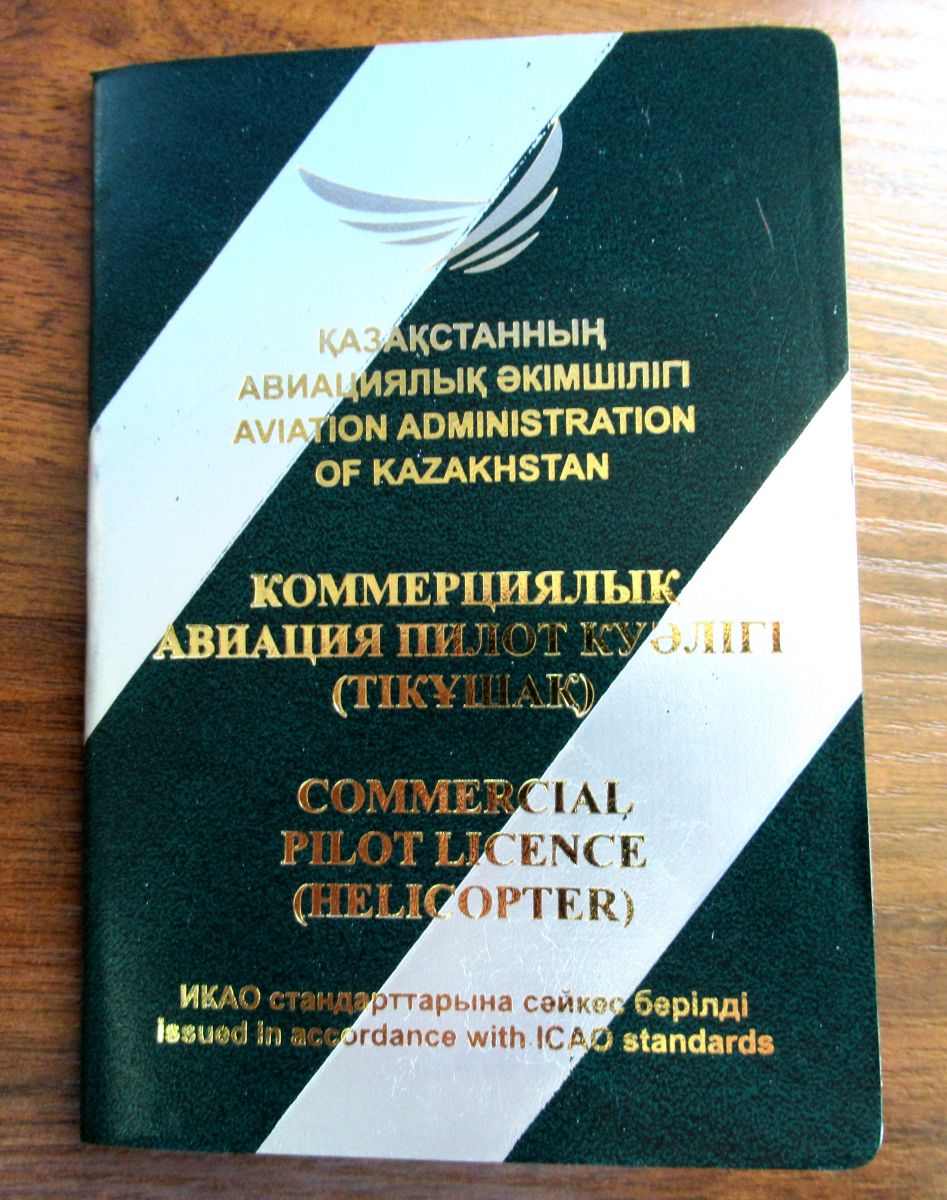 ҚАЗАҚСТАННЫҢ
АВИАЦИЯЛЫҚ ӘКІМШІЛІГІ
AVIATION ADMINISTRATION
OF KAZAKHSTAN
КОММЕРЦИЯЛЫҚ
АВИАЦИЯ ПИЛОТ КУӘЛІГІ
(ТІКҰШАҚ)
COMMERCIAL
PILOT LICENCE
(HELICOPTER)
ИКАО стандарттарына сәйкес берілді
issued in accordance with ICAO standards